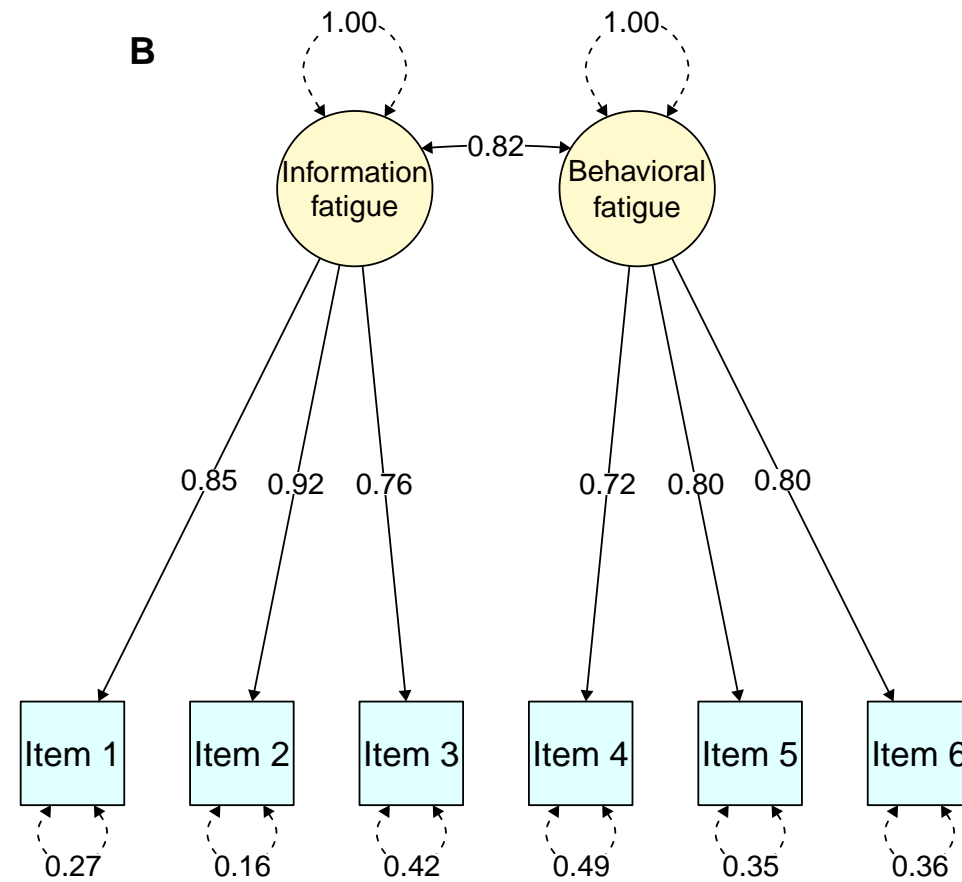 1.00
1.00
B
0.82
Information
fatigue
Behavioral
fatigue
0.85
0.92
0.76
0.72
0.80
0.80
Item 1
Item 2
Item 3
Item 4
Item 5
Item 6
0.27
0.16
0.42
0.49
0.35
0.36